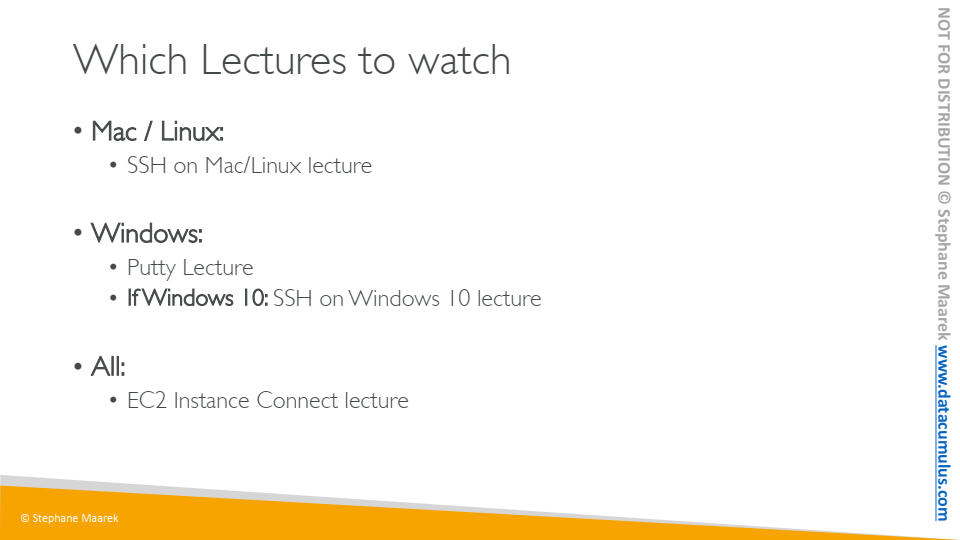 Which Lectures to watch
• Mac / Linux:
• SSH on Mac/Linux lecture
• Windows:
• Putty Lecture
• If Windows 10: SSH on Windows 10 lecture
• All:
• EC2 Instance Connect lecture
© Stephane Maarek
NOT FOR DISTRIBUTION © Stephane Maarek www.datacumulus.com